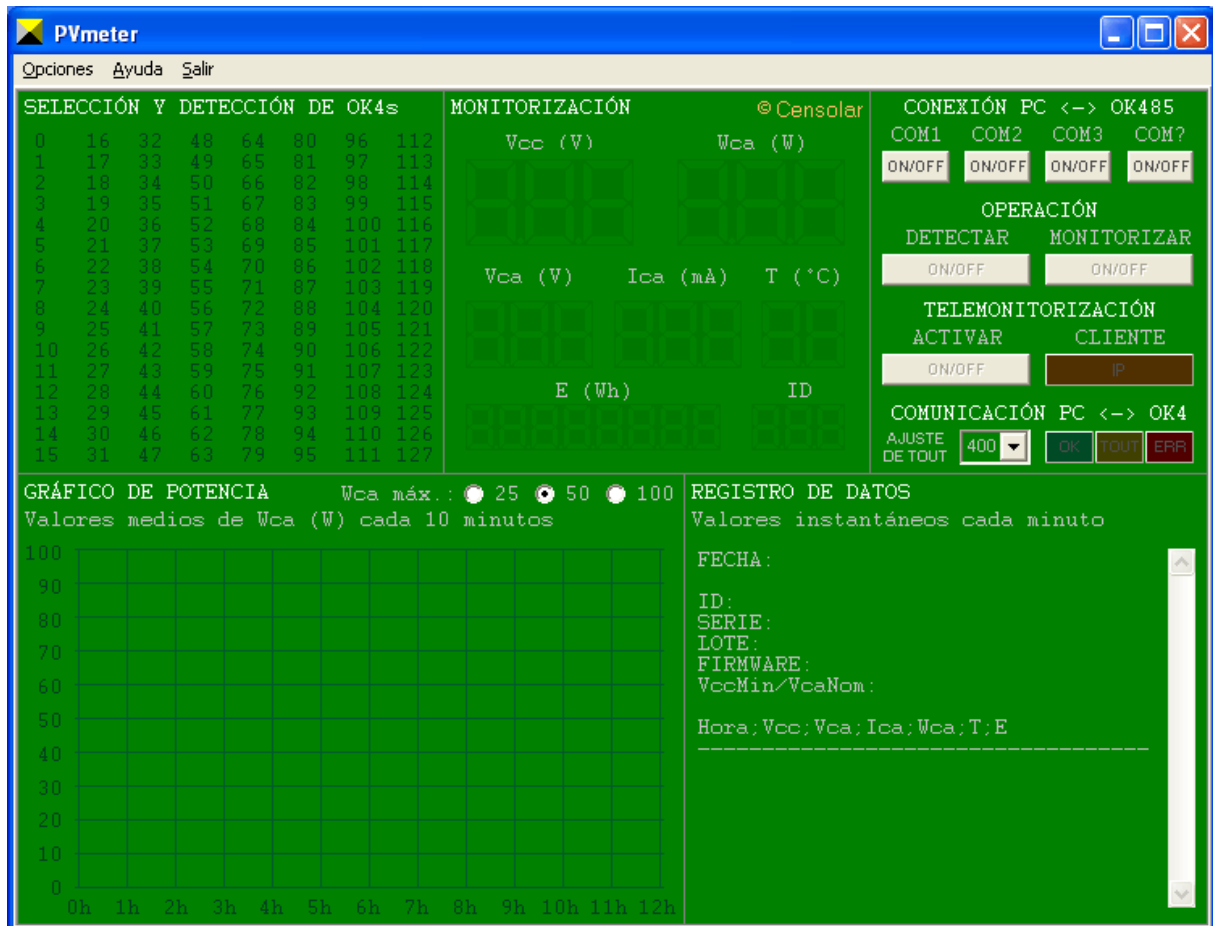 PVmeter
Opciones Ayuda Salir
SELECCIÓN Y DETECCIÓN DE OK4s
0 16 32 48 64 80 96 112
1 17 33 49 65 81 97 113
2 18 34 50 66 82 98 114
3 19 35 51 67 83 99 115
4 20 36 52 68 84 100 116
5 21 37 53 69 85 101 117
6 22 38 54 70 86 102 118
7 23 39 55 71 87 103 119
8 24 40 56 72 88 104 120
9 25 41 57 73 89 105 121
10 26 42 58 74 90 106 122
11 27 43 59 75 91 107 123
12 28 44 60 76 92 108 124
13 29 45 61 77 93 109 125
14 30 46 62 78 94 110 126
15 31 47 63 79 95 111 127
MONITORIZACIÓN © Censolar
Vcc (V) Wca (W)
Vca (V) Ica (mA) T (°C)
E (Wh) ID
CONEXIÓN PC <-> OK485
COM1 COM2 COM3 COM?
ON/OFF ON/OFF ON/OFF ON/OFF
OPERACIÓN
DETECTAR MONITORIZAR
ON/OFF ON/OFF
TELEMONITORIZACIÓN
ACTIVAR CLIENTE
ON/OFF IP
COMUNICACIÓN PC <-> OK4
AJUSTE DE TOUT 400 OK TOUT ERR
GRÁFICO DE POTENCIA Wca máx.: 25 50 100
Valores medios de Wca (W) cada 10 minutos
100
90
80
70
60
50
40
30
20
10
0
0h 1h 2h 3h 4h 5h 6h 7h 8h 9h 10h 11h 12h
REGISTRO DE DATOS
Valores instantáneos cada minuto
FECHA:
ID:
SERIE:
LOTE:
FIRMWARE:
VccMin/VcaNom:
Hora;Vcc;Vca;Ica;Wca;T;E
------------------------------------